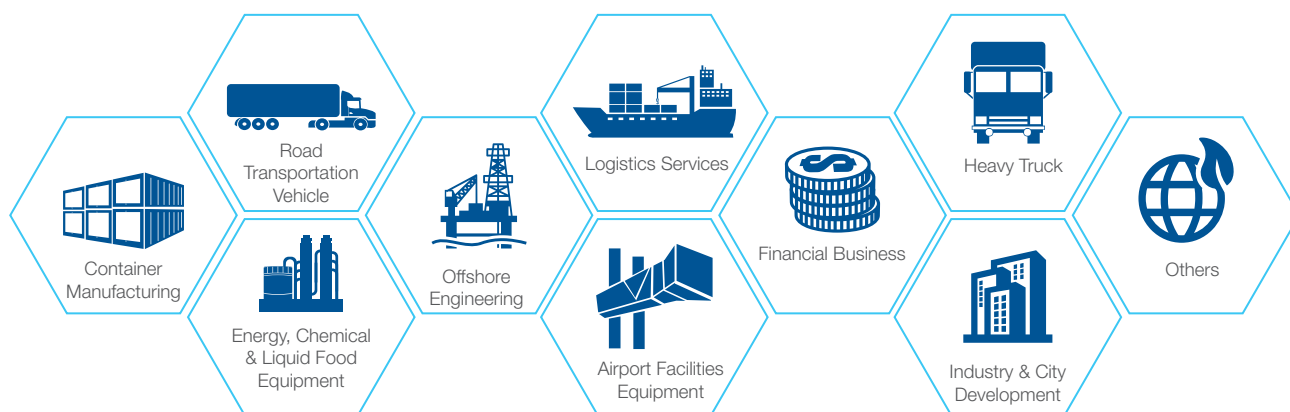 Container
Manufacturing
Road
Transportation
Vehicle
Energy, Chemical
& Liquid Food
Equipment
Offshore
Engineering
Logistics Services
Airport Facilities
Equipment
Financial Business
Heavy Truck
Industry & City
Development
Others